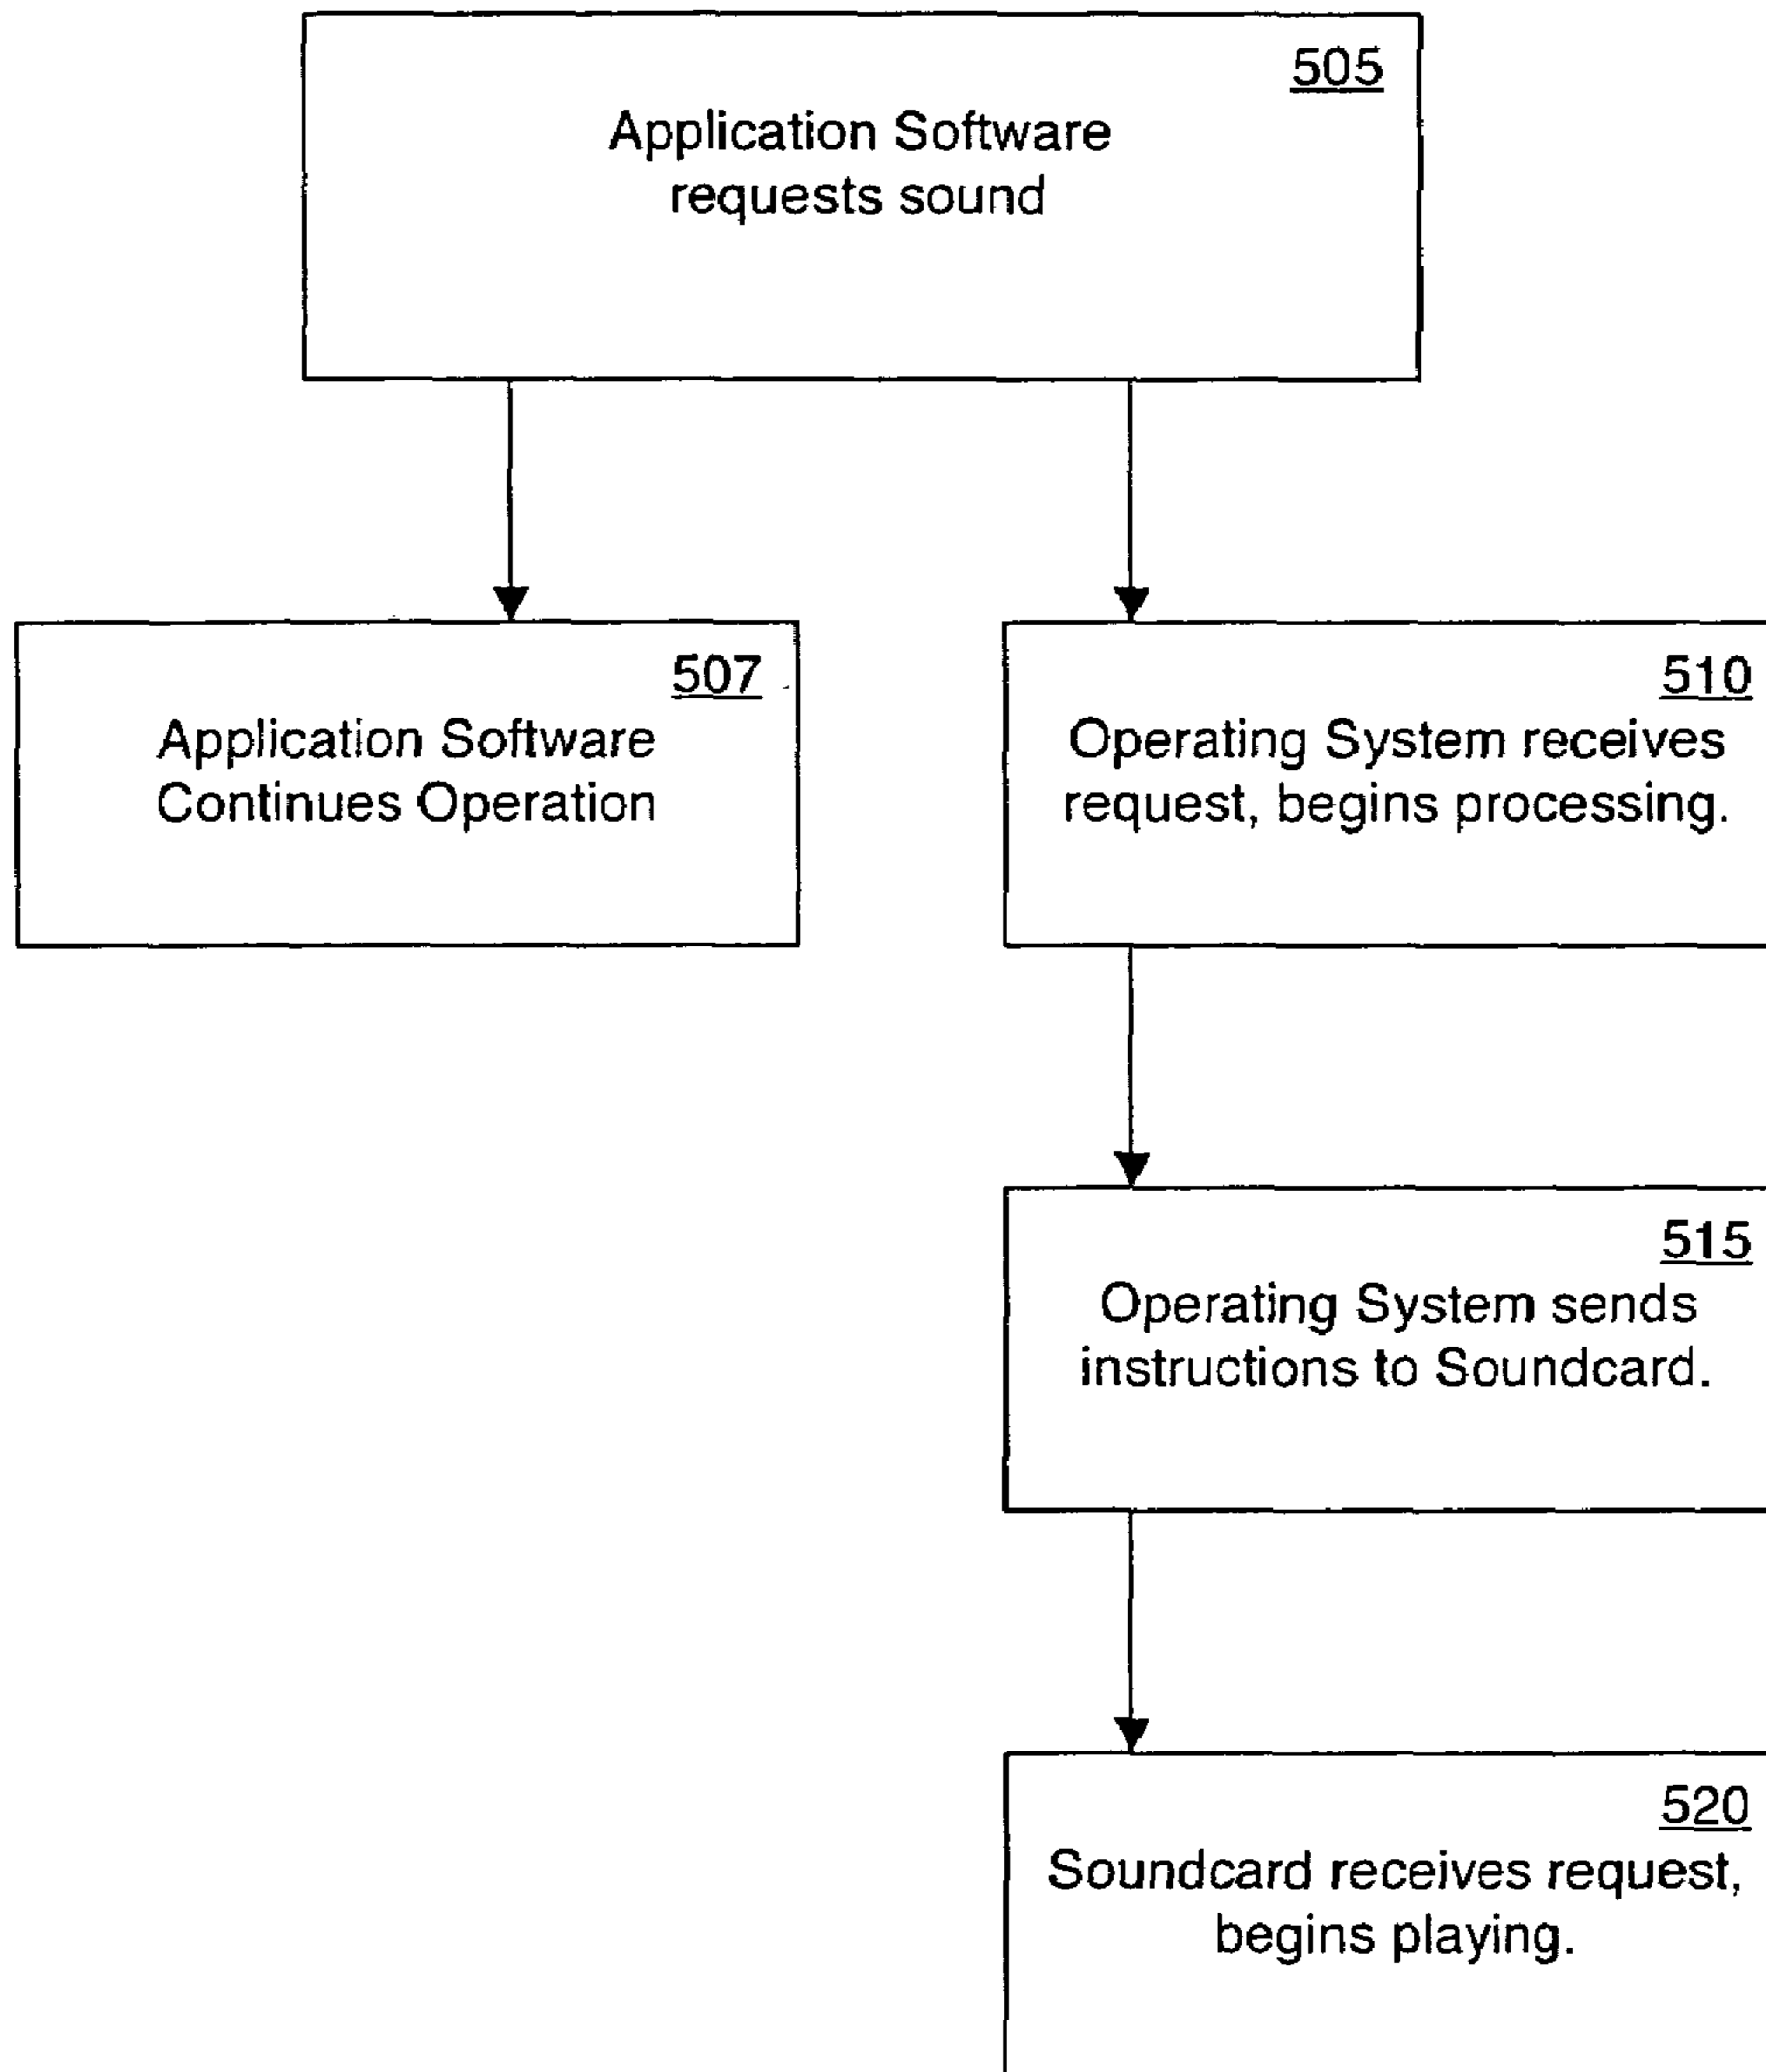 505
Application Software
requests sound
507
Application Software
Continues Operation
510
Operating System receives
request, begins processing.
515
Operating System sends
instructions to Soundcard.
520
Soundcard receives request,
begins playing.